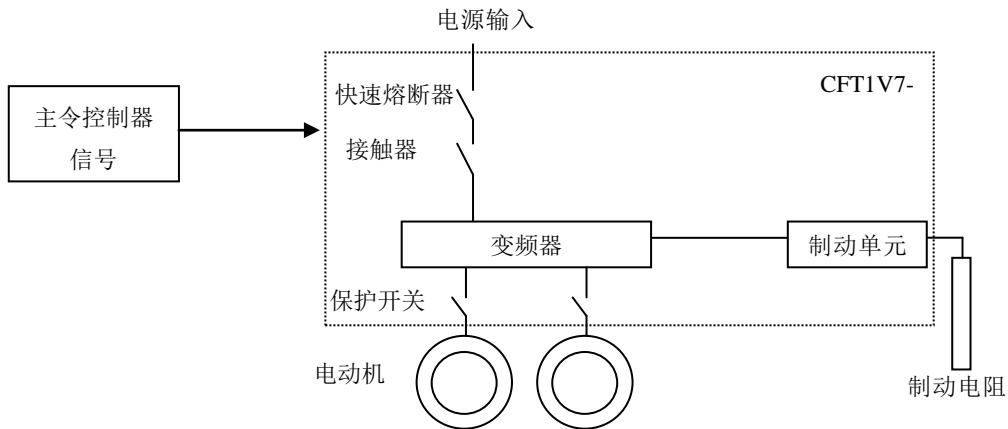 电源输入
CFT1V7-
快速熔断器
主令控制器
信号
接触器
变频器
制动单元
保护开关
电动机
制动电阻